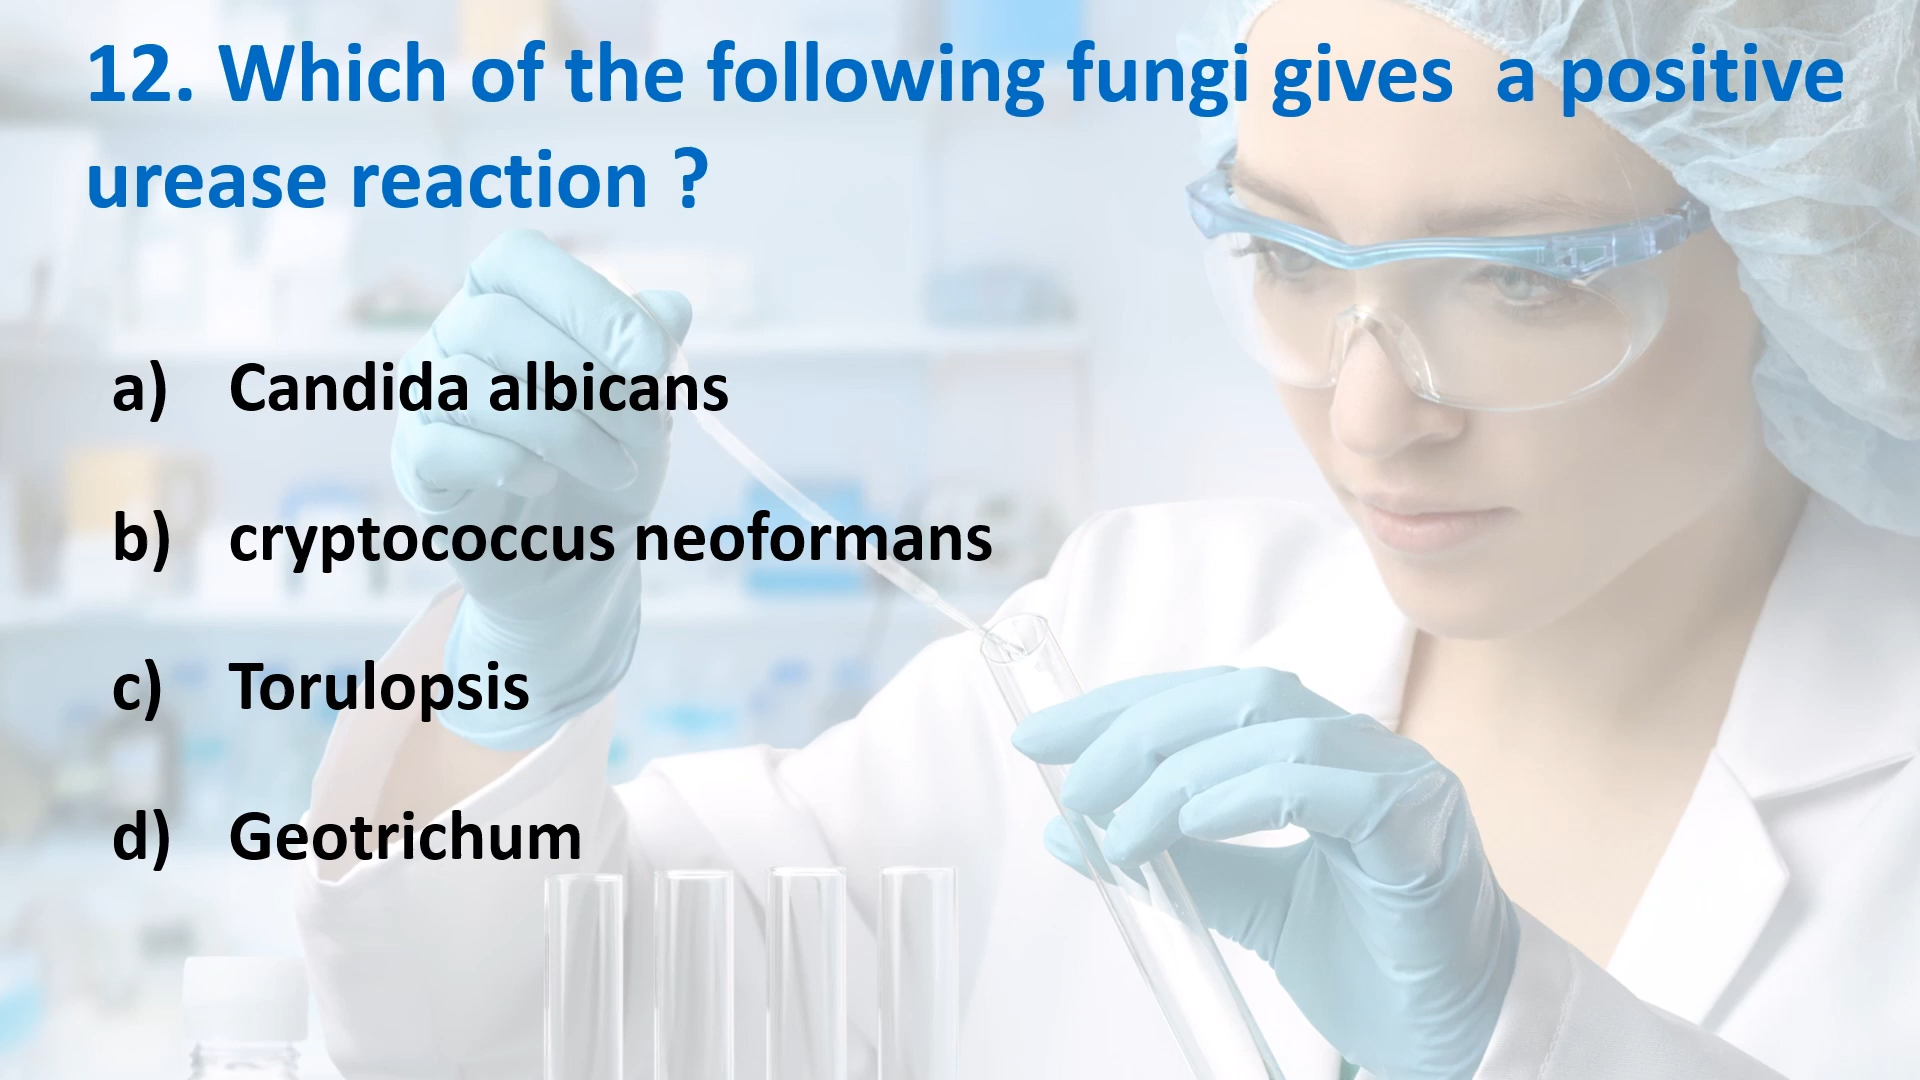 12. Which of the following fungi gives  a positive
urease reaction ?
a) Candida albicans
b) cryptococcus neoformans
c) Torulopsis
d) Geotrichum